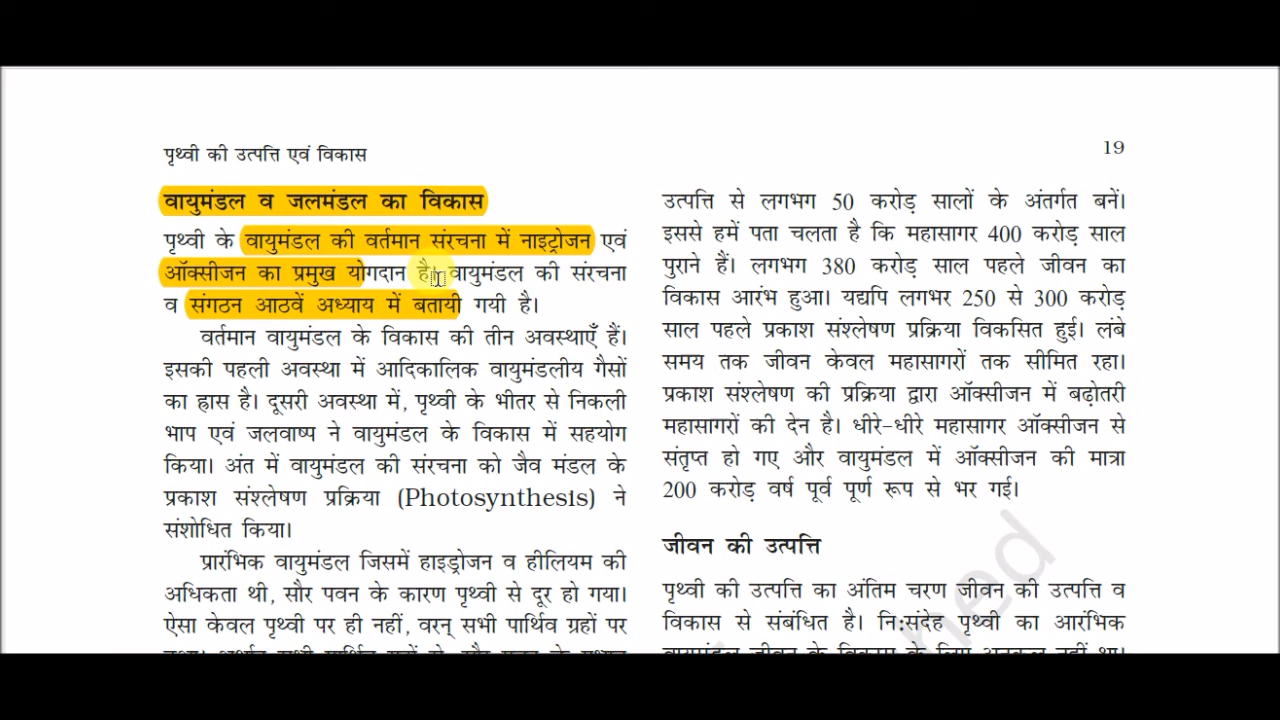 पृथ्वी की उत्पत्ति एवं विकास
19
वायुमंडल व जलमंडल का विकास
पृथ्वी के वायुमंडल की वर्तमान संरचना में नाइट्रोजन एवं
ऑक्सीजन का प्रमुख योगदान है। वायुमंडल की संरचना
व संगठन आठवें अध्याय में बतायी गयी है।
वर्तमान वायुमंडल के विकास की तीन अवस्थाएँ हैं।
इसकी पहली अवस्था में आदिकालिक वायुमंडलीय गैसों
का ह्रास है। दूसरी अवस्था में, पृथ्वी के भीतर से निकली
भाप एवं जलवाष्प ने वायुमंडल के विकास में सहयोग
किया। अंत में वायुमंडल की संरचना को जैव मंडल के
प्रकाश संश्लेषण प्रक्रिया (Photosynthesis) ने
संशोधित किया।
प्रारंभिक वायुमंडल जिसमें हाइड्रोजन व हीलियम की
अधिकता थी, सौर पवन के कारण पृथ्वी से दूर हो गया।
ऐसा केवल पृथ्वी पर ही नहीं, वरन् सभी पार्थिव ग्रहों पर
उत्पत्ति से लगभग 50 करोड़ सालों के अंतर्गत बनें।
इससे हमें पता चलता है कि महासागर 400 करोड़ साल
पुराने हैं। लगभग 380 करोड़ साल पहले जीवन का
विकास आरंभ हुआ। यद्यपि लगभर 250 से 300 करोड़
साल पहले प्रकाश संश्लेषण प्रक्रिया विकसित हुई। लंबे
समय तक जीवन केवल महासागरों तक सीमित रहा।
प्रकाश संश्लेषण की प्रक्रिया द्वारा ऑक्सीजन में बढ़ोतरी
महासागरों की देन है। धीरे-धीरे महासागर ऑक्सीजन से
संतृप्त हो गए और वायुमंडल में ऑक्सीजन की मात्रा
200 करोड़ वर्ष पूर्व पूर्ण रूप से भर गई।
जीवन की उत्पत्ति
पृथ्वी की उत्पत्ति का अंतिम चरण जीवन की उत्पत्ति व
विकास से संबंधित है। नि:संदेह पृथ्वी का आरंभिक
वायुमंडल जीवन के विकास के लिए अनुकूल नहीं था।
hed